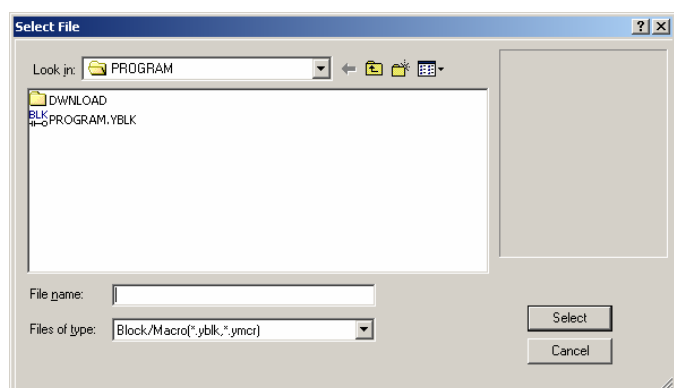 Select File
Look in: PROGRAM
DWNLOAD
BLK PROGRAM.YBLK
File name:
Files of type: Block/Macro(*.yblk,*.ymcr)
Select
Cancel